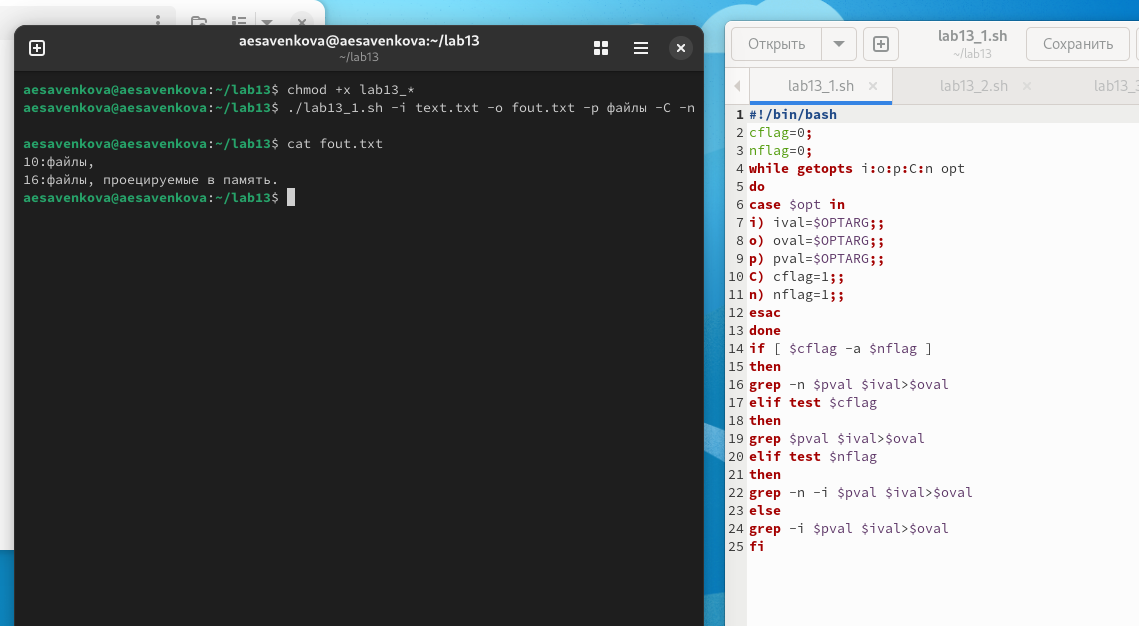 aesavenkova@aesavenkova:~/lab13
~/lab13
aesavenkova@aesavenkova:~/lab13$ chmod +x lab13_*
aesavenkova@aesavenkova:~/lab13$ ./lab13_1.sh -i text.txt -o fout.txt -p файлы -C -n
aesavenkova@aesavenkova:~/lab13$ cat fout.txt
10:файлы,
16:файлы, проецируемые в память.
aesavenkova@aesavenkova:~/lab13$
Открыть
lab13_1.sh
~/lab13
Сохранить
lab13_1.sh
lab13_2.sh
lab13_3
1 #!/bin/bash
2 cflag=0;
3 nflag=0;
4 while getopts i:o:p:C:n opt
5 do
6 case $opt in
7 i) ival=$OPTARG;;
8 o) oval=$OPTARG;;
9 p) pval=$OPTARG;;
10 C) cflag=1;;
11 n) nflag=1;;
12 esac
13 done
14 if [ $cflag -a $nflag ]
15 then
16 grep -n $pval $ival>$oval
17 elif test $cflag
18 then
19 grep $pval $ival>$oval
20 elif test $nflag
21 then
22 grep -n -i $pval $ival>$oval
23 else
24 grep -i $pval $ival>$oval
25 fi